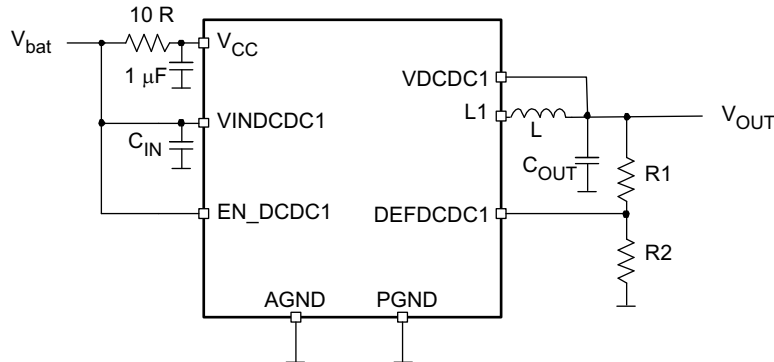 10 R
V_bat
V_CC
1 μF
VDCDC1
L1
L
V_OUT
VINDCDC1
C_IN
C_OUT
R1
EN_DCDC1
DEFDCDC1
R2
AGND
PGND